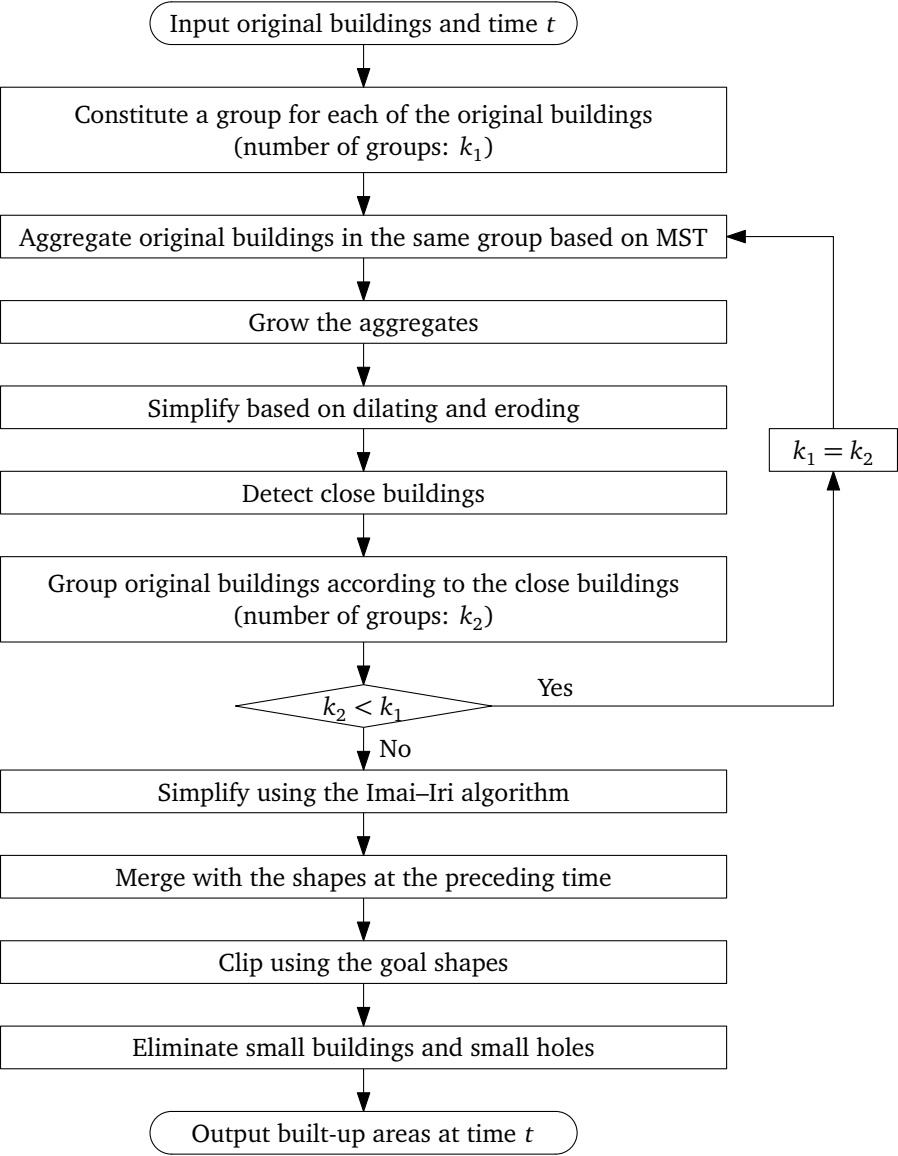 Input original buildings and time t
Constitute a group for each of the original buildings
(number of groups: k₁)
Aggregate original buildings in the same group based on MST
Grow the aggregates
Simplify based on dilating and eroding
k₁ = k₂
Detect close buildings
Group original buildings according to the close buildings
(number of groups: k₂)
Yes
k₂ < k₁
No
Simplify using the Imai–Iri algorithm
Merge with the shapes at the preceding time
Clip using the goal shapes
Eliminate small buildings and small holes
Output built-up areas at time t